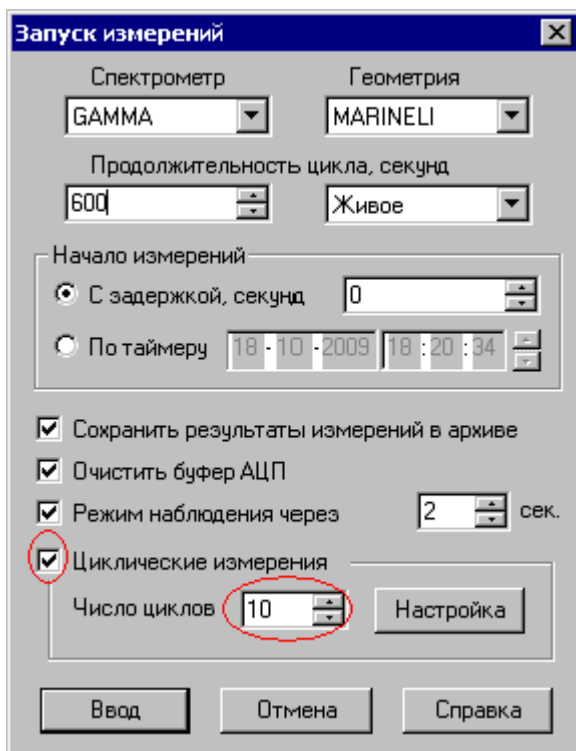 Запуск измерений
Спектрометр Геометрия
GAMMA MARINELI
Продолжительность цикла, секунд
600 Живое
Начало измерений
С задержкой, секунд 0
По таймеру 18 - 10 - 2009 18 : 20 : 34
Сохранить результаты измерений в архиве
Очистить буфер АЦП
Режим наблюдения через 2 сек.
Циклические измерения
Число циклов 10 Настройка
Ввод Отмена Справка